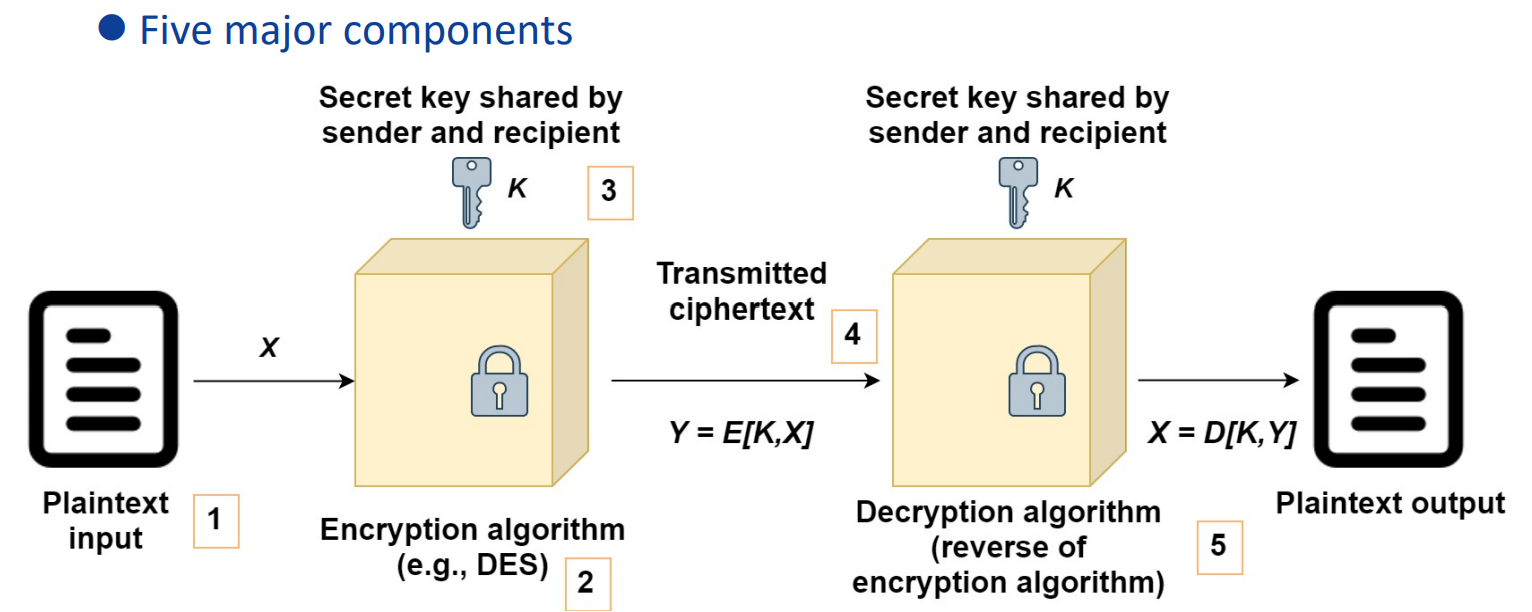 ● Five major components
Secret key shared by
sender and recipient
K
3
Secret key shared by
sender and recipient
K
Transmitted
ciphertext
4
X
Y = E[K,X]
X = D[K,Y]
Plaintext
input
1
Encryption algorithm
(e.g., DES)
2
Decryption algorithm
(reverse of
encryption algorithm)
5
Plaintext output